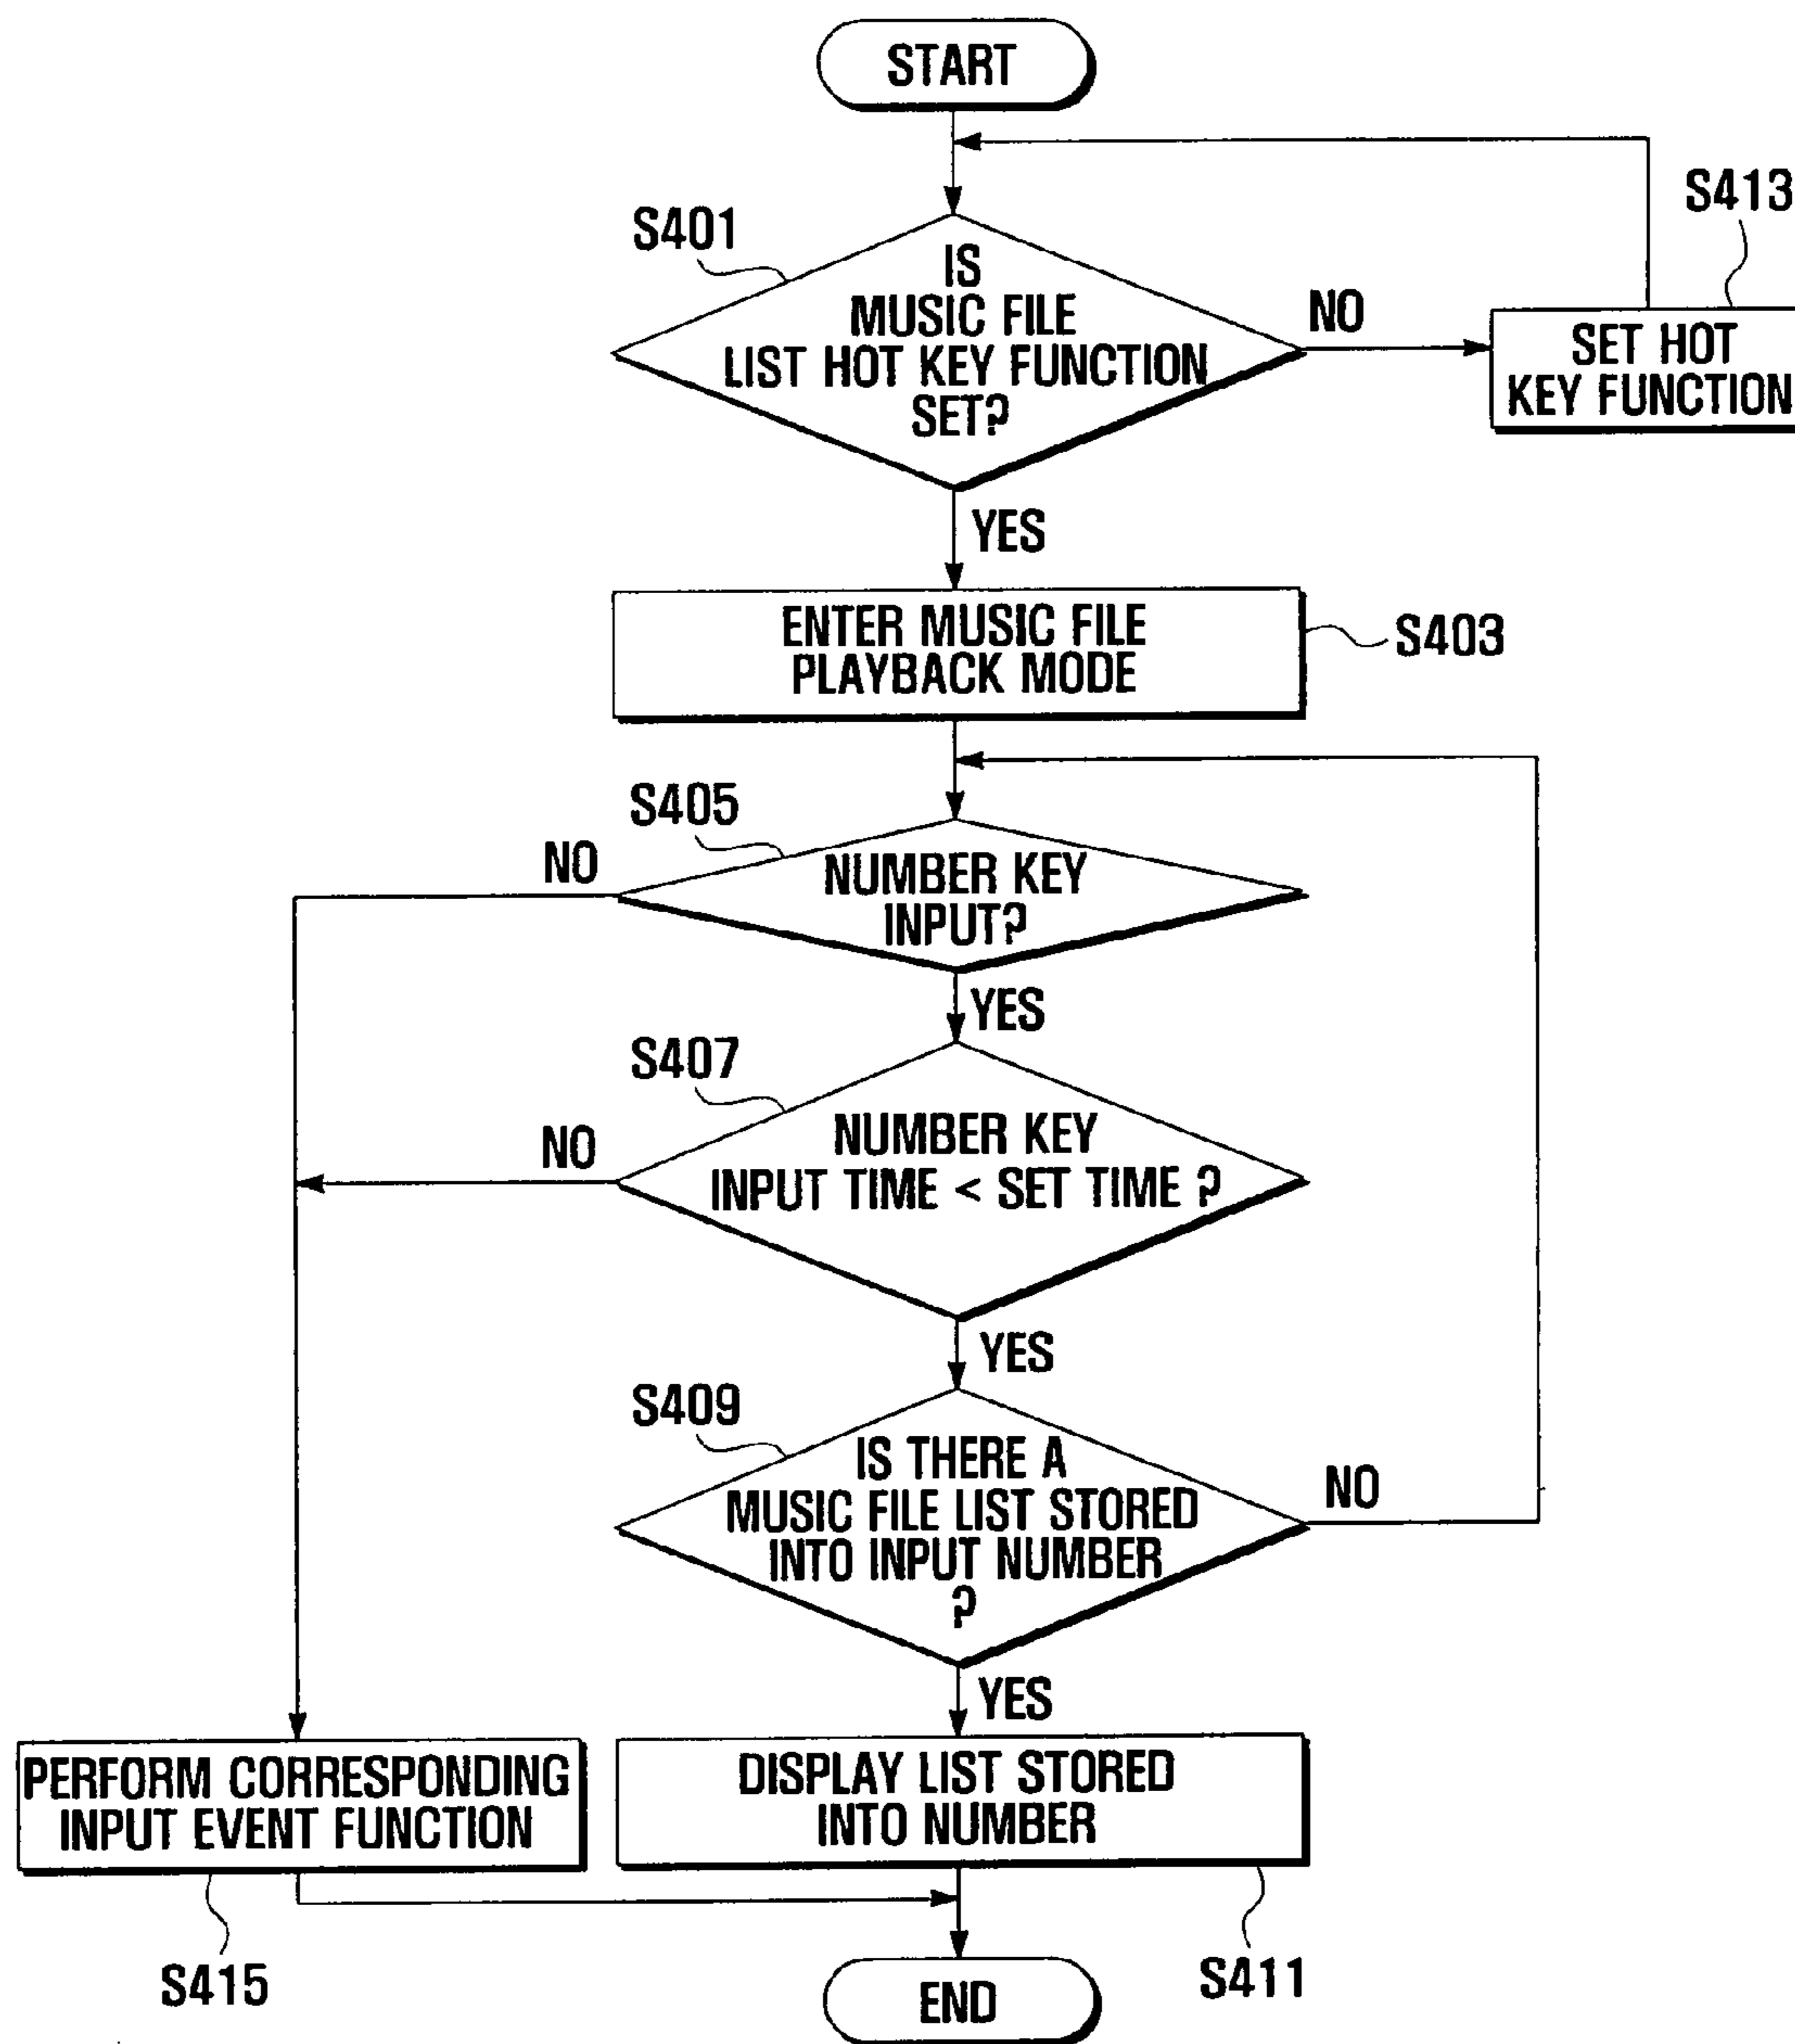 START
S413
S401
IS
MUSIC FILE
LIST HOT KEY FUNCTION
SET?
NO
SET HOT
KEY FUNCTION
YES
ENTER MUSIC FILE
PLAYBACK MODE
S403
S405
NO
NUMBER KEY
INPUT?
YES
S407
NO
NUMBER KEY
INPUT TIME < SET TIME ?
YES
S409
IS THERE A
MUSIC FILE LIST STORED
INTO INPUT NUMBER
?
NO
YES
PERFORM CORRESPONDING
INPUT EVENT FUNCTION
DISPLAY LIST STORED
INTO NUMBER
S415
S411
END